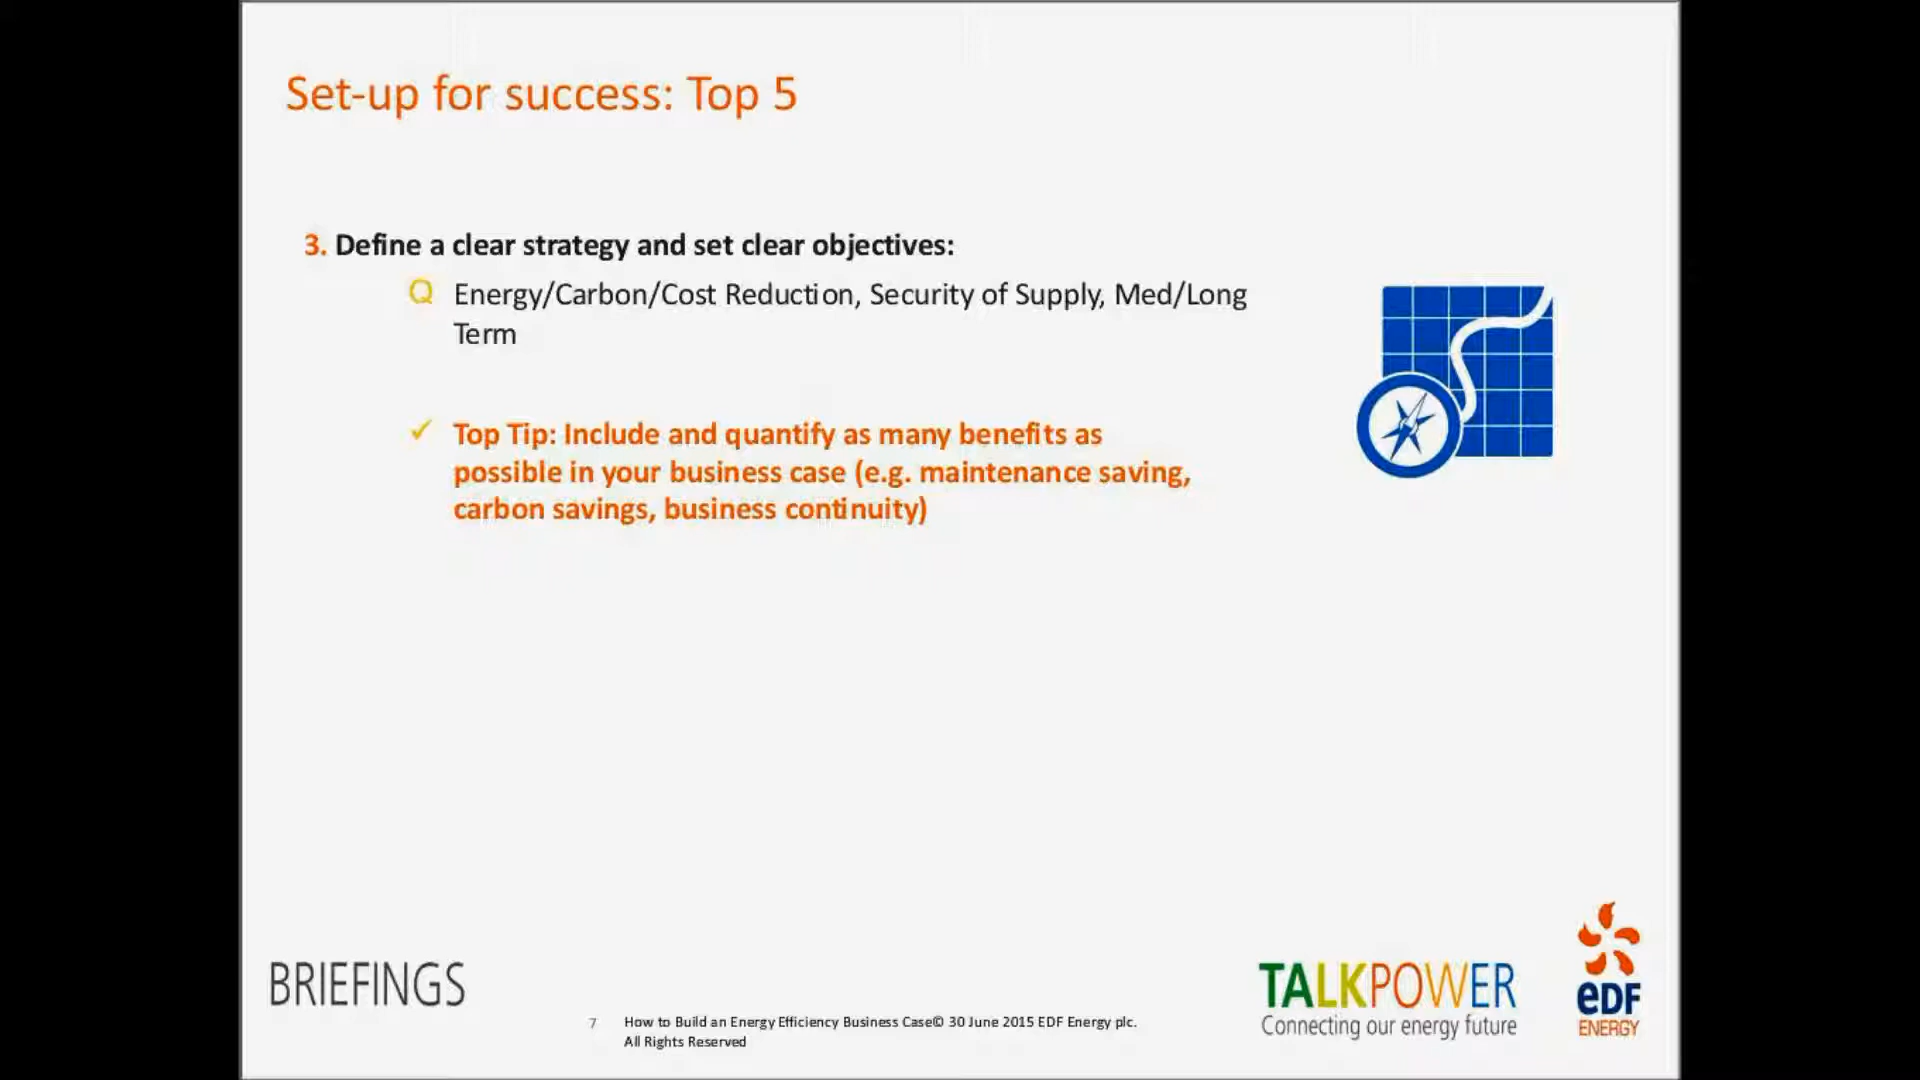 Set-up for success: Top 5
3. Define a clear strategy and set clear objectives:
Q Energy/Carbon/Cost Reduction, Security of Supply, Med/Long
Term
✓ Top Tip: Include and quantify as many benefits as
possible in your business case (e.g. maintenance saving,
carbon savings, business continuity)
BRIEFINGS
7 How to Build an Energy Efficiency Business Case© 30 June 2015 EDF Energy plc.
All Rights Reserved
TALKPOWER
Connecting our energy future
eDF
ENERGY